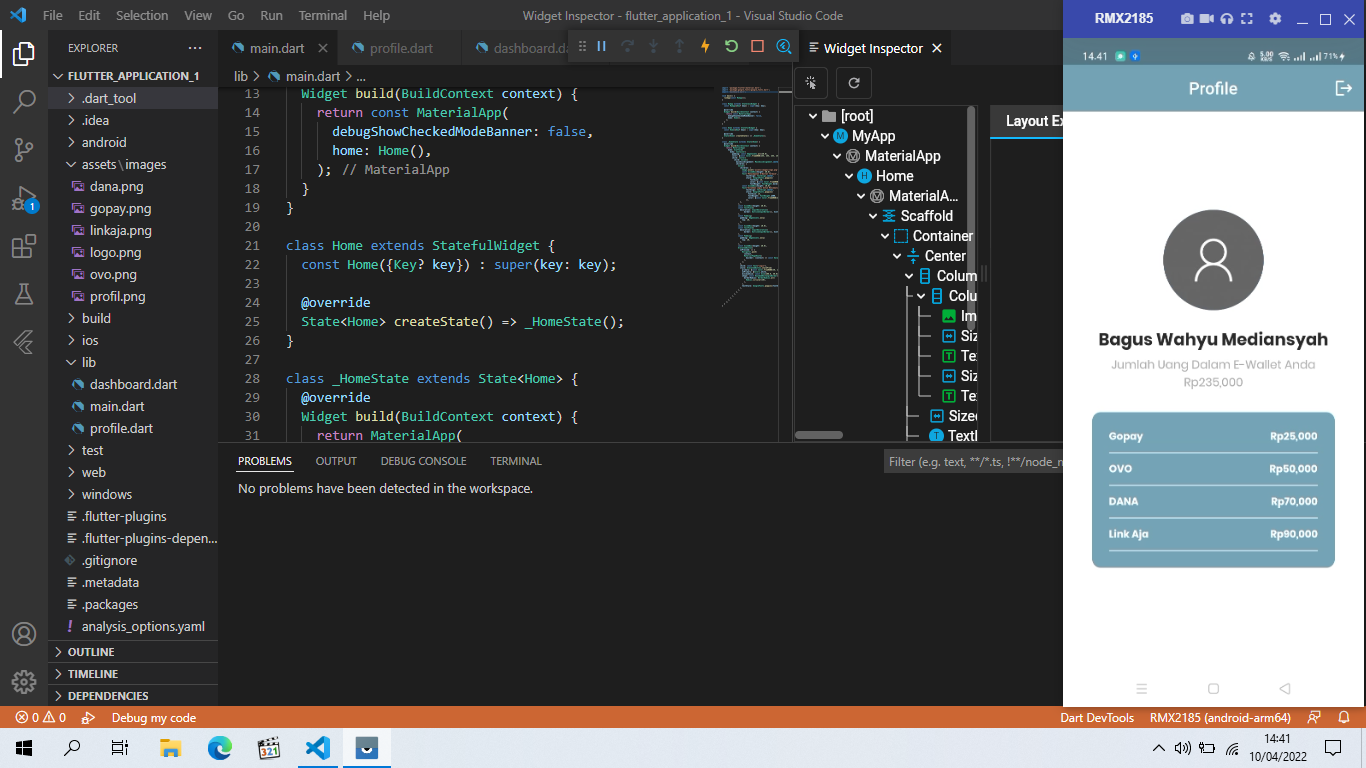 File Edit Selection View Go Run Terminal Help
Widget Inspector - flutter_application_1 - Visual Studio Code
EXPLORER
FLUTTER_APPLICATION_1
.dart_tool
.idea
android
assets\images
dana.png
gopay.png
linkaja.png
logo.png
ovo.png
profil.png
build
ios
lib
dashboard.dart
main.dart
profile.dart
test
web
windows
.flutter-plugins
.flutter-plugins-depen...
.gitignore
.metadata
.packages
analysis_options.yaml
OUTLINE
TIMELINE
DEPENDENCIES
1
main.dart profile.dart dashboard.da
lib > main.dart > ...
13 Widget build(BuildContext context) {
14 return const MaterialApp(
15 debugShowCheckedModeBanner: false,
16 home: Home(),
17 ); // MaterialApp
18 }
19 }
20
21 class Home extends StatefulWidget {
22 const Home({Key? key}) : super(key: key);
23
24 @override
25 State<Home> createState() => _HomeState();
26 }
27
28 class _HomeState extends State<Home> {
29 @override
30 Widget build(BuildContext context) {
31 return MaterialApp(
Widget Inspector
[root]
MyApp
MaterialApp
Home
MaterialA...
Scaffold
Container
Center
Colum
Colu
Im
Siz
Te
Siz
Te
Size
TextI
Layout Ex
PROBLEMS OUTPUT DEBUG CONSOLE TERMINAL
Filter (e.g. text, **/*.ts, !**/node_m
No problems have been detected in the workspace.
RMX2185
14.41
5.00
KB/S
71%
Profile
Bagus Wahyu Mediansyah
Jumlah Uang Dalam E-Wallet Anda
Rp235,000
Gopay Rp25,000
OVO Rp50,000
DANA Rp70,000
Link Aja Rp90,000
0 0 Debug my code
Dart DevTools RMX2185 (android-arm64)
321
14:41
10/04/2022